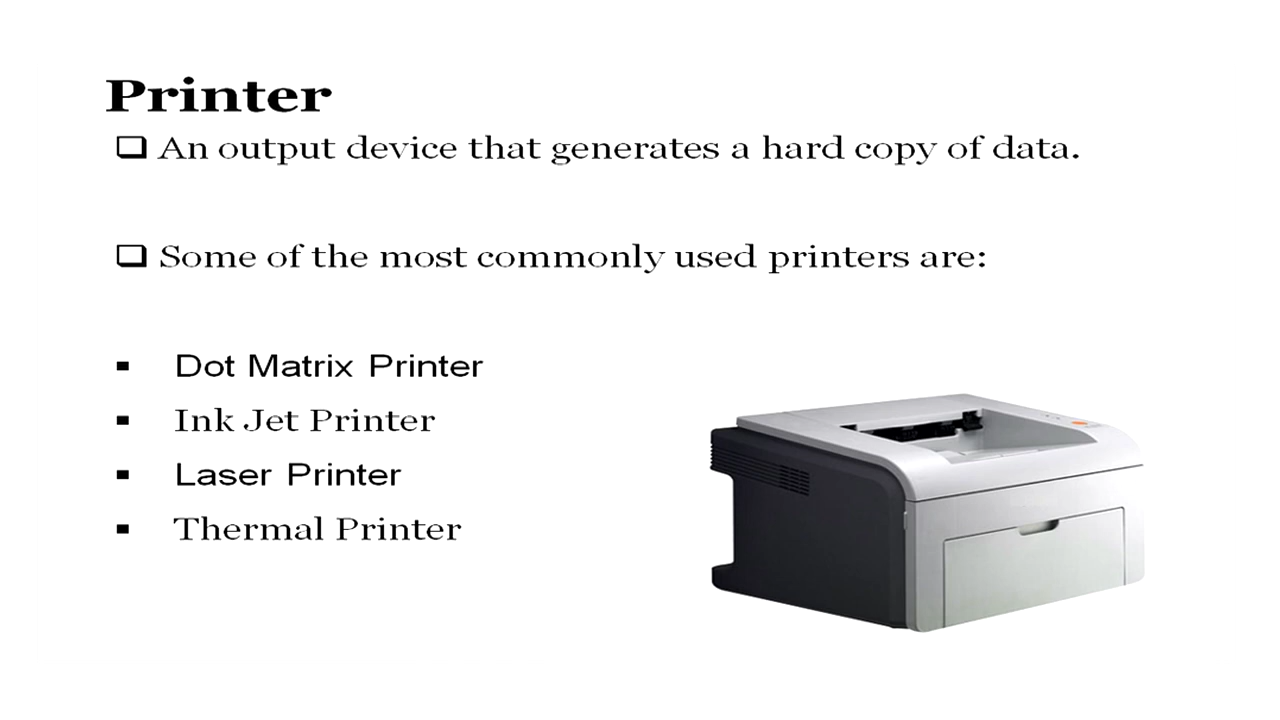 Printer
❑ An output device that generates a hard copy of data.
❑ Some of the most commonly used printers are:
▪ Dot Matrix Printer
▪ Ink Jet Printer
▪ Laser Printer
▪ Thermal Printer